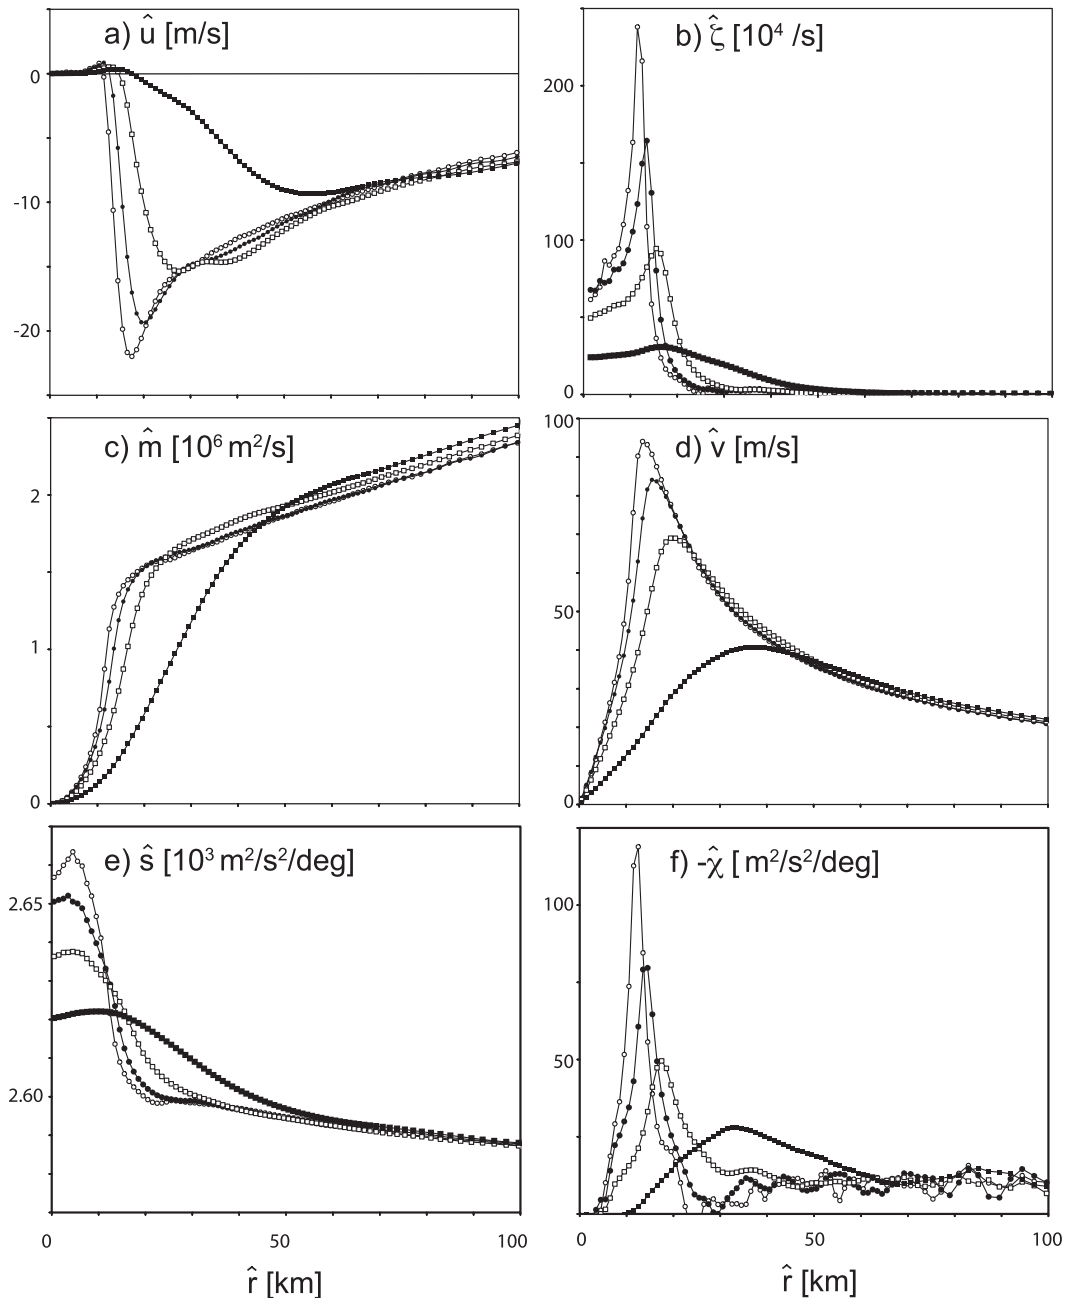 a) û [m/s]
0
-10
-20
b) ζ̂ [10⁴ /s]
200
100
0
c) m̂ [10⁶ m²/s]
2
1
0
d) v̂ [m/s]
100
50
0
e) ŝ [10³ m²/s²/deg]
2.65
2.60
0 50 100
r̂ [km]
f) -χ̂ [ m²/s²/deg]
100
50
0 50 100
r̂ [km]